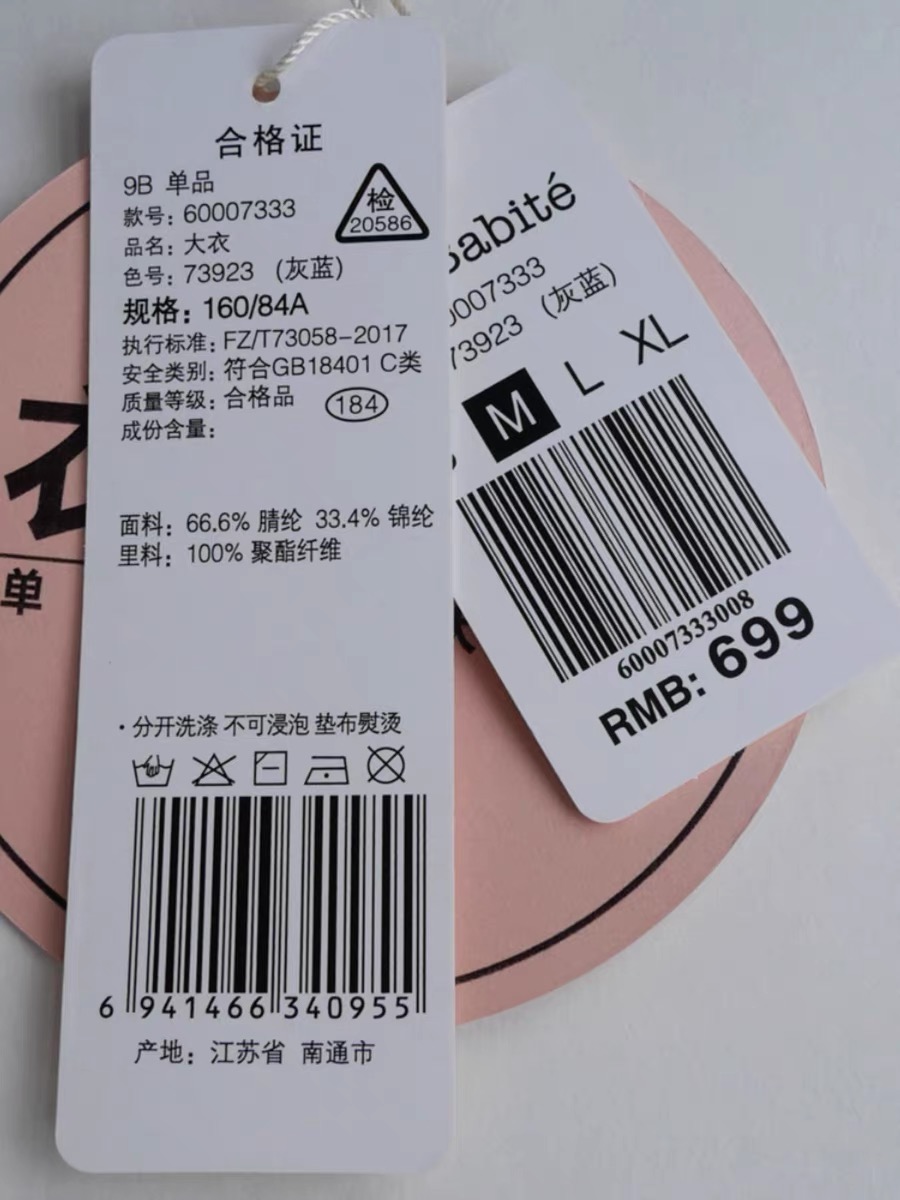 合格证
9B 单品
款号: 60007333
品名: 大衣
色号: 73923 (灰蓝)
规格: 160/84A
执行标准: FZ/T73058-2017
安全类别: 符合GB18401 C类
质量等级: 合格品
184
成份含量:
检
20586
面料: 66.6% 腈纶 33.4% 锦纶
里料: 100% 聚酯纤维
·分开洗涤 不可浸泡 垫布熨烫
6 941466 340955
产地: 江苏省 南通市
abité
0007333
73923 (灰蓝)
M L XL
60007333008
RMB: 699
单